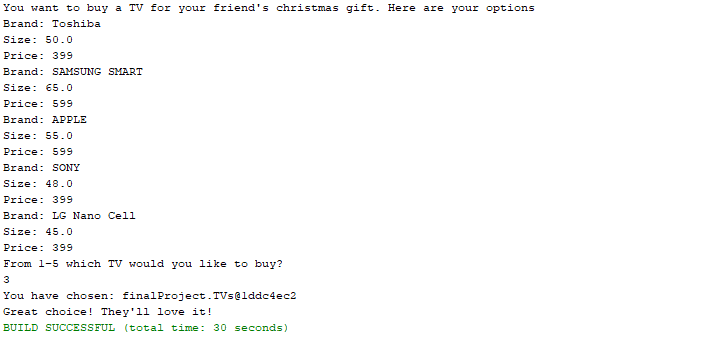 You want to buy a TV for your friend's christmas gift. Here are your options
Brand: Toshiba
Size: 50.0
Price: 399
Brand: SAMSUNG SMART
Size: 65.0
Price: 599
Brand: APPLE
Size: 55.0
Price: 599
Brand: SONY
Size: 48.0
Price: 399
Brand: LG Nano Cell
Size: 45.0
Price: 399
From 1-5 which TV would you like to buy?
3
You have chosen: finalProject.TVs@1ddc4ec2
Great choice! They'll love it!
BUILD SUCCESSFUL (total time: 30 seconds)